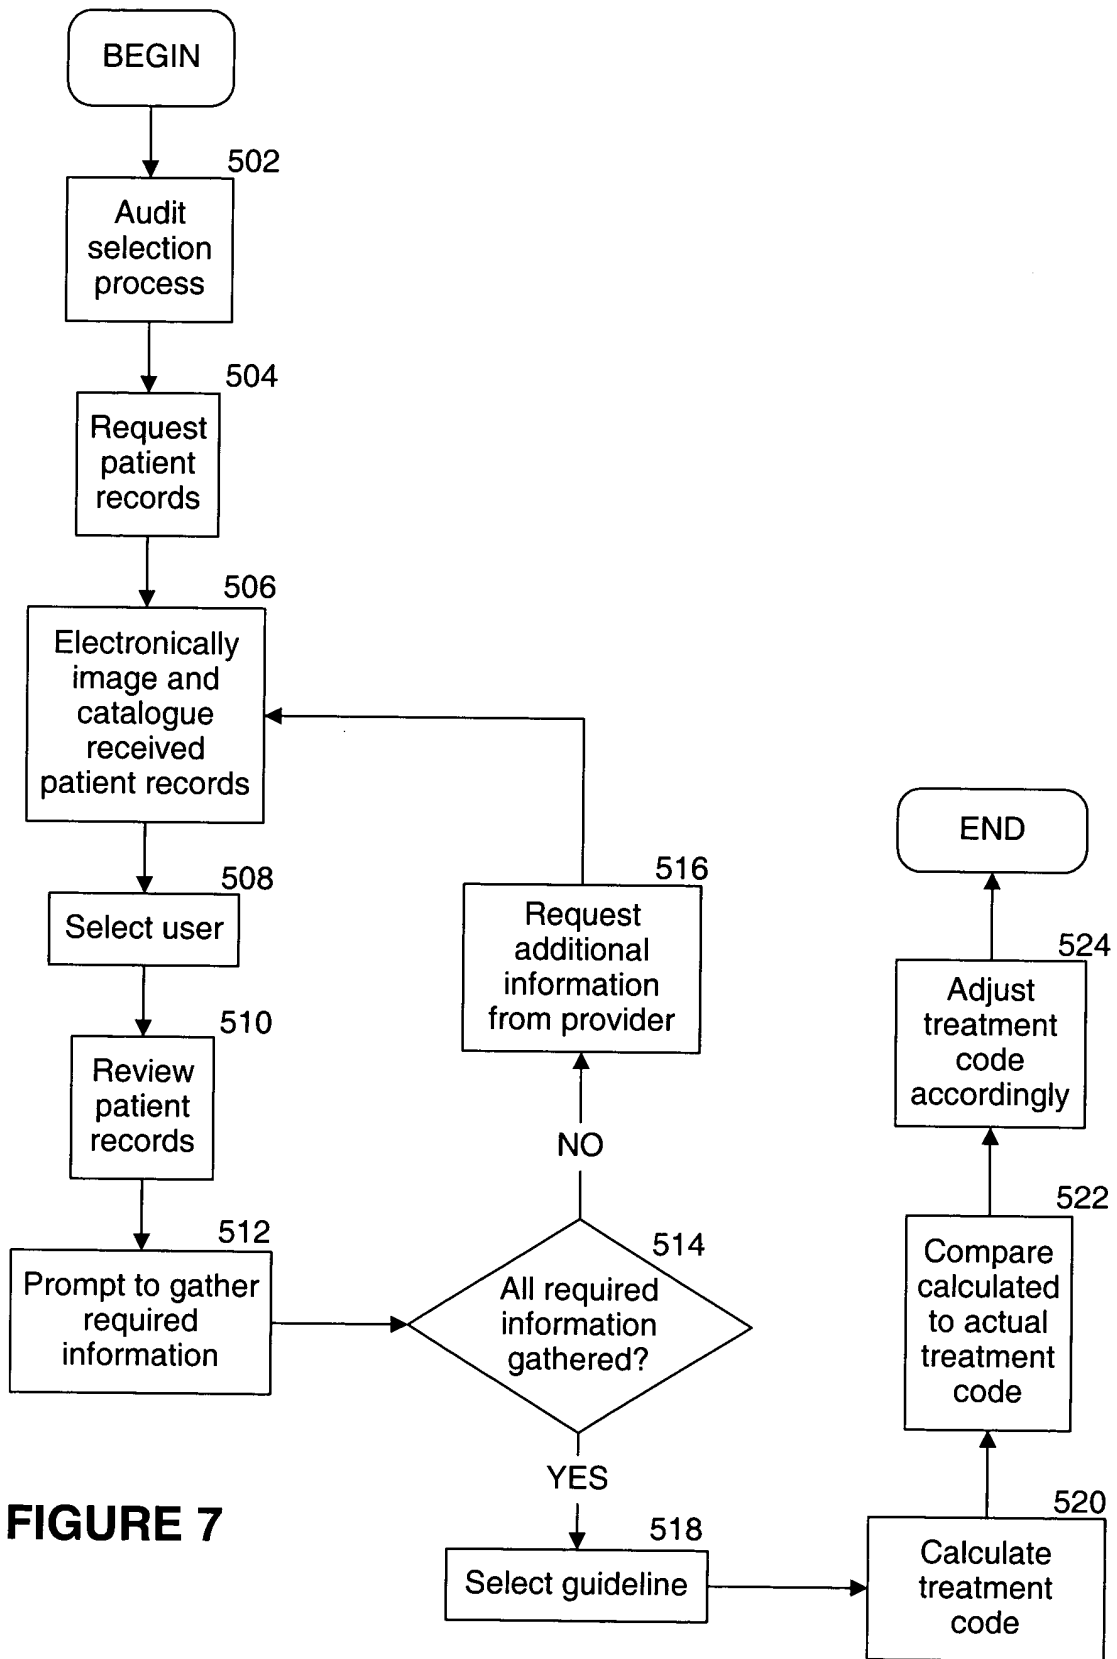 BEGIN
502
Audit
selection
process
504
Request
patient
records
506
Electronically
image and
catalogue
received
patient records
508
Select user
510
Review
patient
records
512
Prompt to gather
required
information
514
All required
information
gathered?
NO
516
Request
additional
information
from provider
YES
518
Select guideline
520
Calculate
treatment
code
522
Compare
calculated
to actual
treatment
code
524
Adjust
treatment
code
accordingly
END
FIGURE 7